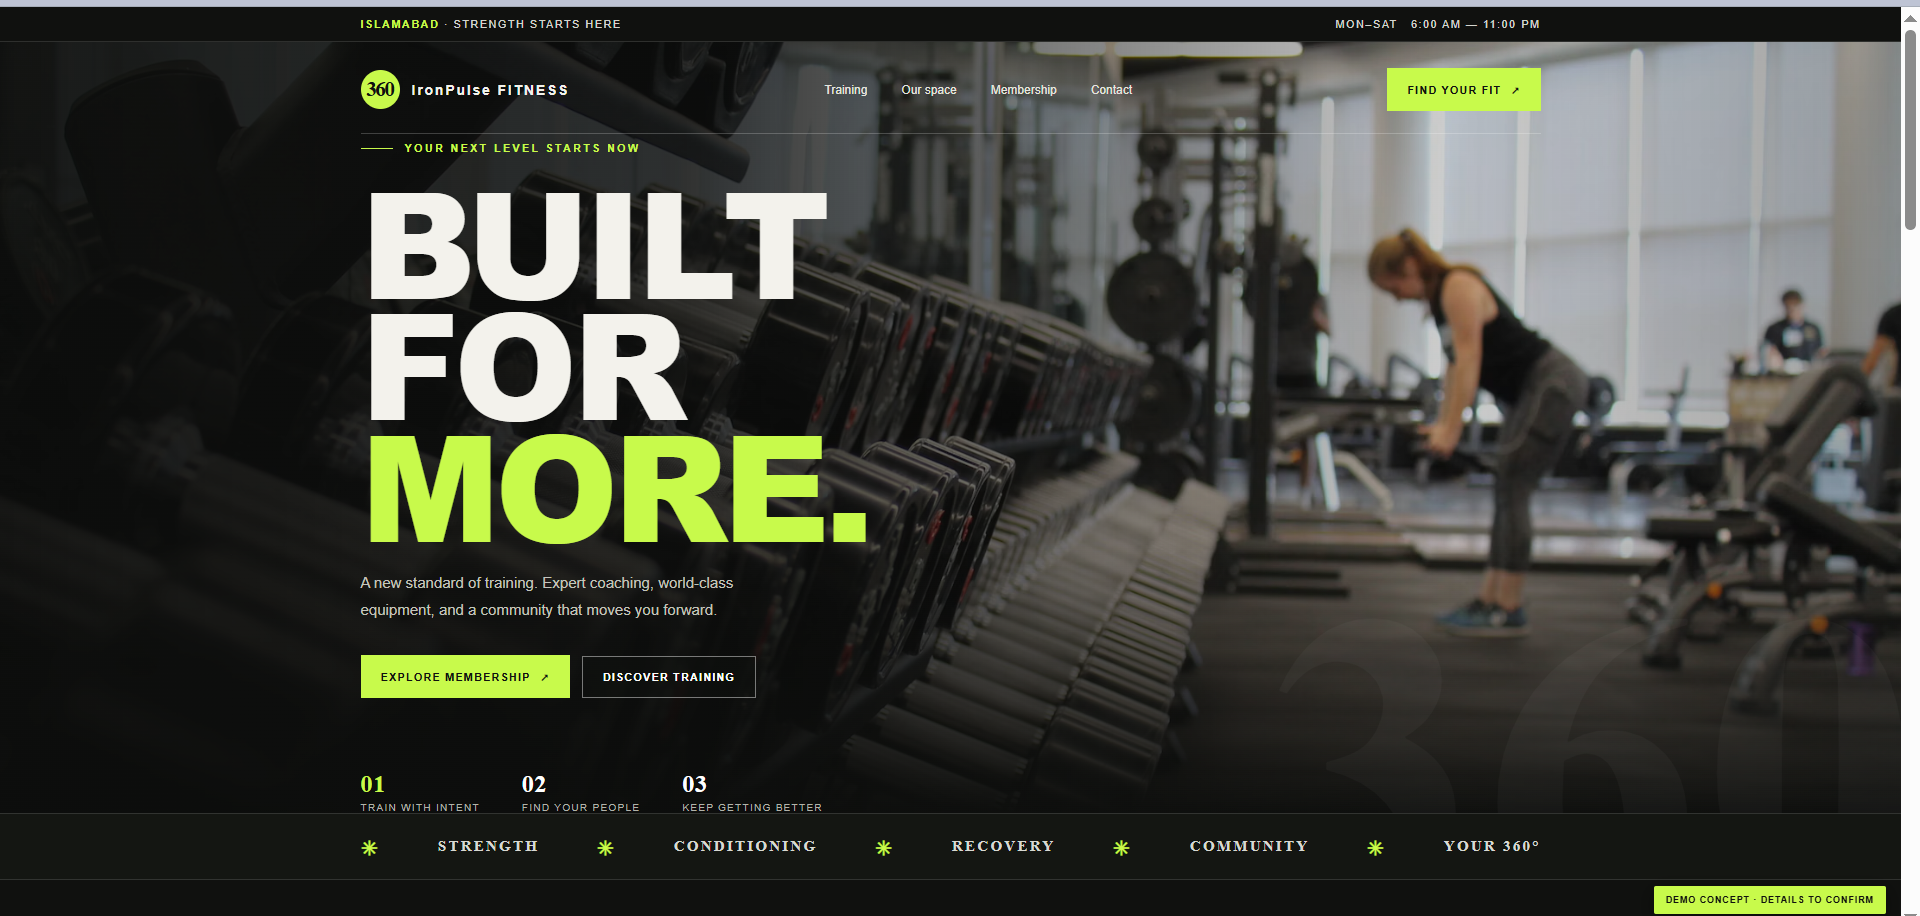 ISLAMABAD · STRENGTH STARTS HERE
MON–SAT 6:00 AM — 11:00 PM
360 IronPulse FITNESS
Training Our space Membership Contact
FIND YOUR FIT ↗
YOUR NEXT LEVEL STARTS NOW
BUILT
FOR
MORE.
A new standard of training. Expert coaching, world-class
equipment, and a community that moves you forward.
EXPLORE MEMBERSHIP ↗ DISCOVER TRAINING
360
01 02 03
TRAIN WITH INTENT FIND YOUR PEOPLE KEEP GETTING BETTER
STRENGTH CONDITIONING RECOVERY COMMUNITY YOUR 360°
DEMO CONCEPT · DETAILS TO CONFIRM